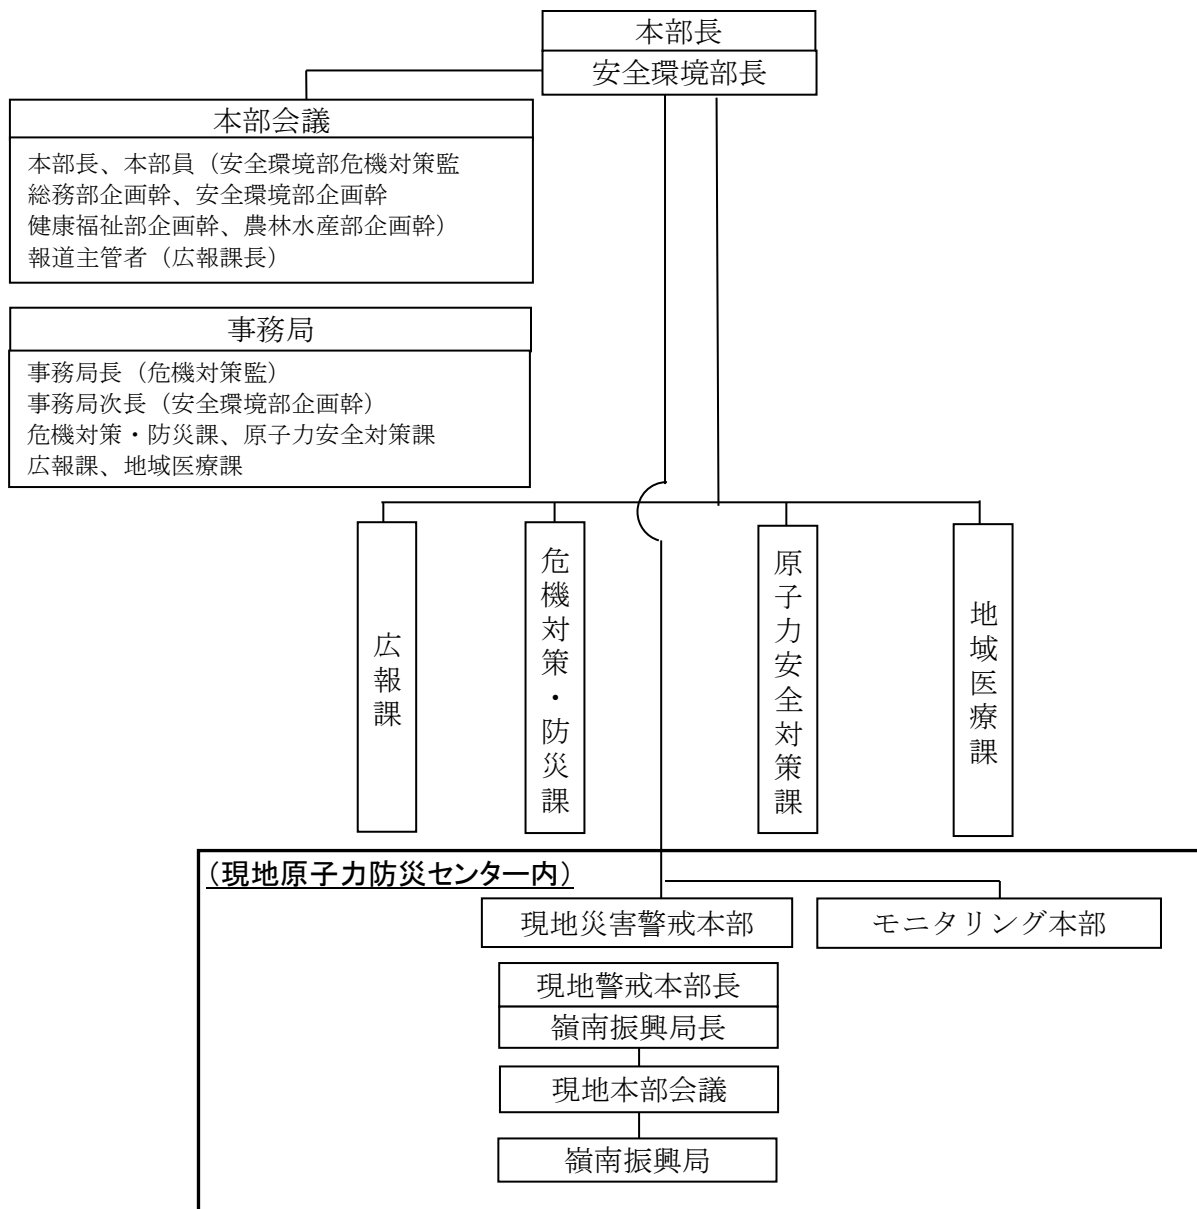 本部長
安全環境部長
本部会議
本部長、本部員（安全環境部危機対策監
総務部企画幹、安全環境部企画幹
健康福祉部企画幹、農林水産部企画幹）
報道主管者（広報課長）
事務局
事務局長（危機対策監）
事務局次長（安全環境部企画幹）
危機対策・防災課、原子力安全対策課
広報課、地域医療課
広報課
危機対策・防災課
原子力安全対策課
地域医療課
（現地原子力防災センター内）
現地災害警戒本部
モニタリング本部
現地警戒本部長
嶺南振興局長
現地本部会議
嶺南振興局